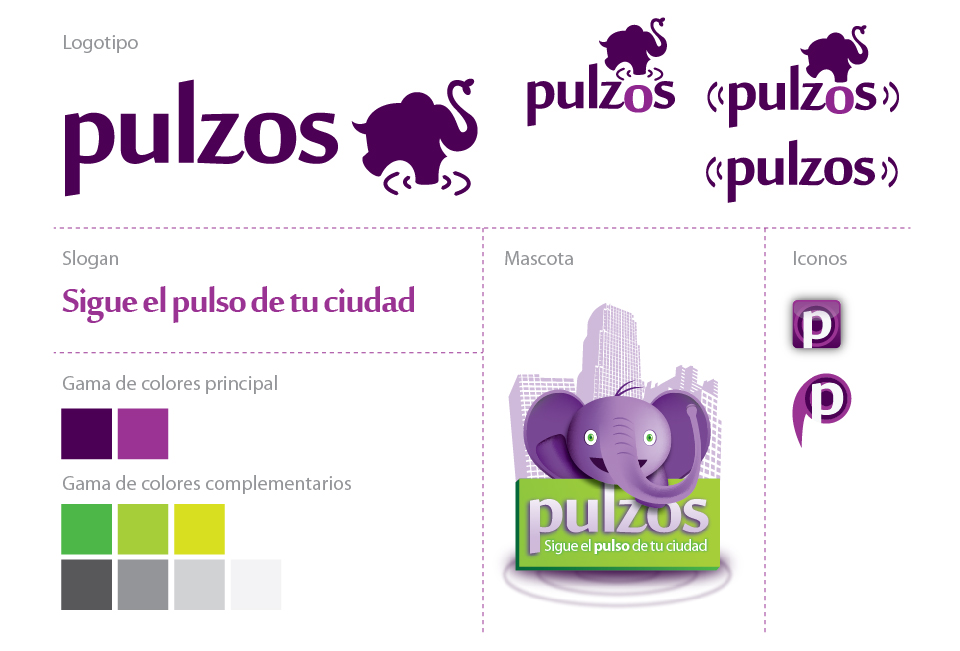 Logotipo
pulzos
pulzos
pulzos
pulzos
Slogan
Sigue el pulso de tu ciudad
Gama de colores principal
Gama de colores complementarios
Mascota
pulzos
Sigue el pulso de tu ciudad
Iconos
p
p